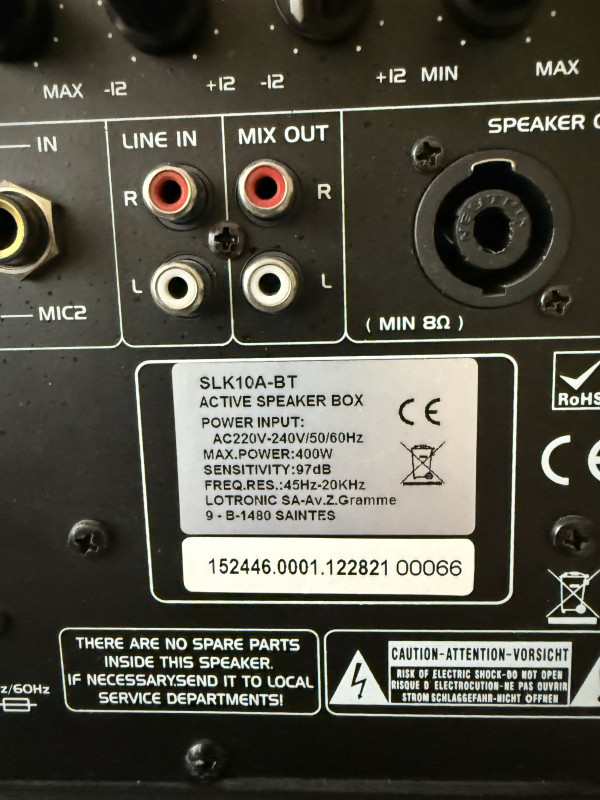 MAX -12 +12 -12 +12 MIN MAX
IN
LINE IN
MIX OUT
SPEAKER
R
R
L
L
MIC2
NEUTRIK
( MIN 8Ω )
SLK10A-BT
ACTIVE SPEAKER BOX
POWER INPUT:
AC220V-240V/50/60Hz
MAX.POWER:400W
SENSITIVITY:97dB
FREQ.RES.:45Hz-20KHz
LOTRONIC SA-Av.Z.Gramme
9 - B-1480 SAINTES
CE
RoHS
CE
152446.0001.122821 00066
THERE ARE NO SPARE PARTS
INSIDE THIS SPEAKER.
IF NECESSARY.SEND IT TO LOCAL
SERVICE DEPARTMENTS!
z/60Hz
CAUTION-ATTENTION-VORSICHT
RISK OF ELECTRIC SHOCK-DO NOT OPEN
RISQUE D ELECTROCUTION-NE PAS OUVRIR
STROM SCHLAGGEFAHR-NICHT OFFNEN